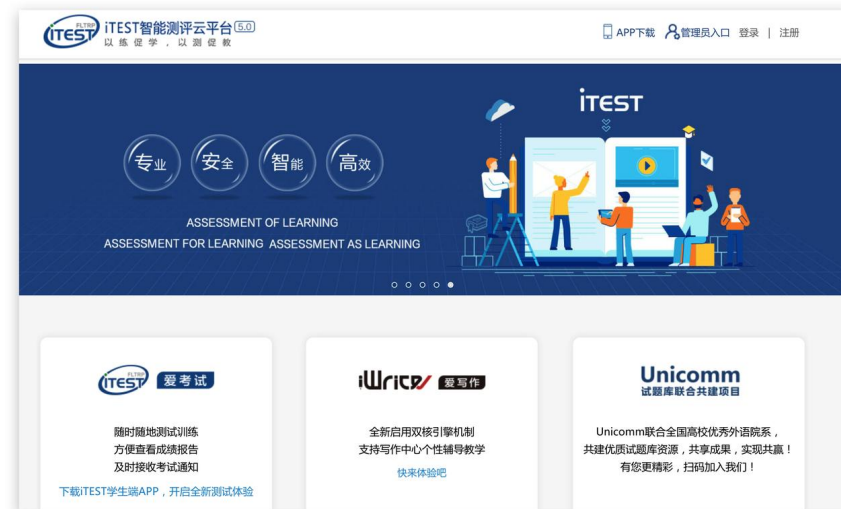 FLTRP
iTEST iTEST智能测评云平台 5.0
以练促学，以测促教
APP下载 管理员入口 登录 | 注册
iTEST
专业 安全 智能 高效
ASSESSMENT OF LEARNING
ASSESSMENT FOR LEARNING ASSESSMENT AS LEARNING
FLTRP
iTEST 爱考试
随时随地测试训练
方便查看成绩报告
及时接收考试通知
下载iTEST学生端APP，开启全新测试体验
iWrite 爱写作
全新启用双核引擎机制
支持写作中心个性辅导教学
快来体验吧
Unicomm
试题库联合共建项目
Unicomm联合全国高校优秀外语院系，
共建优质试题库资源，共享成果，实现共赢！
有您更精彩，扫码加入我们！